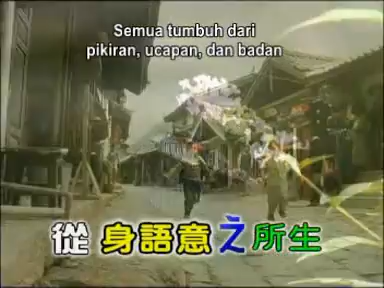 Semua tumbuh dari
pikiran, ucapan, dan badan
從 身語意之所生